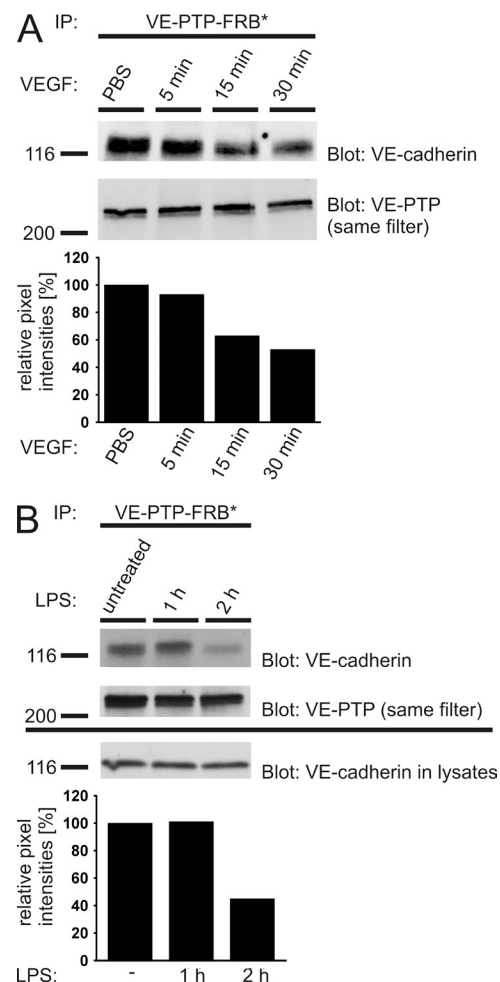 A
IP: VE-PTP-FRB*
VEGF: PBS 5 min 15 min 30 min
116 Blot: VE-cadherin
Blot: VE-PTP
(same filter)
200
relative pixel
intensities [%]
120
100
80
60
40
20
0
VEGF: PBS 5 min 15 min 30 min
B
IP: VE-PTP-FRB*
LPS: untreated 1 h 2 h
116 Blot: VE-cadherin
200 Blot: VE-PTP (same filter)
116 Blot: VE-cadherin in lysates
relative pixel
intensities [%]
120
100
80
60
40
20
0
LPS: - 1 h 2 h